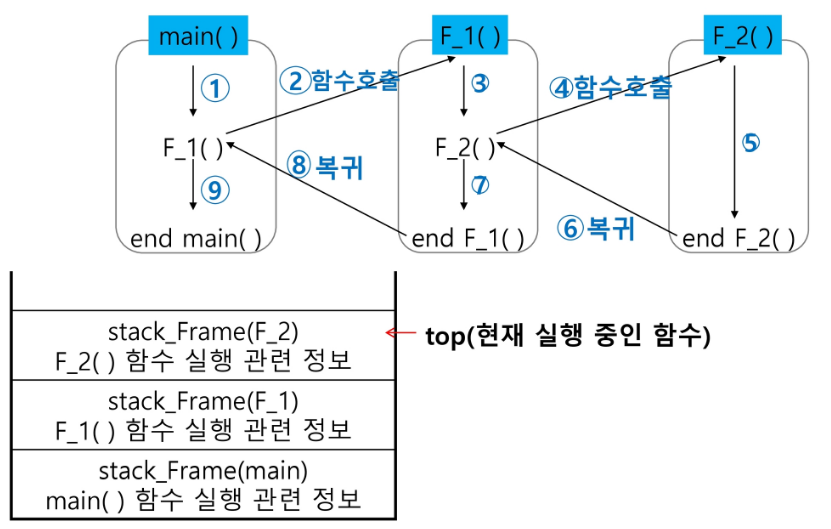 main( )
F_1( )
F_2( )
①
②함수호출
③
④함수호출
F_1( )
F_2( )
⑤
⑧복귀
⑨
⑦
⑥복귀
end main( )
end F_1( )
end F_2( )
stack_Frame(F_2)
F_2( ) 함수 실행 관련 정보
top(현재 실행 중인 함수)
stack_Frame(F_1)
F_1( ) 함수 실행 관련 정보
stack_Frame(main)
main( ) 함수 실행 관련 정보